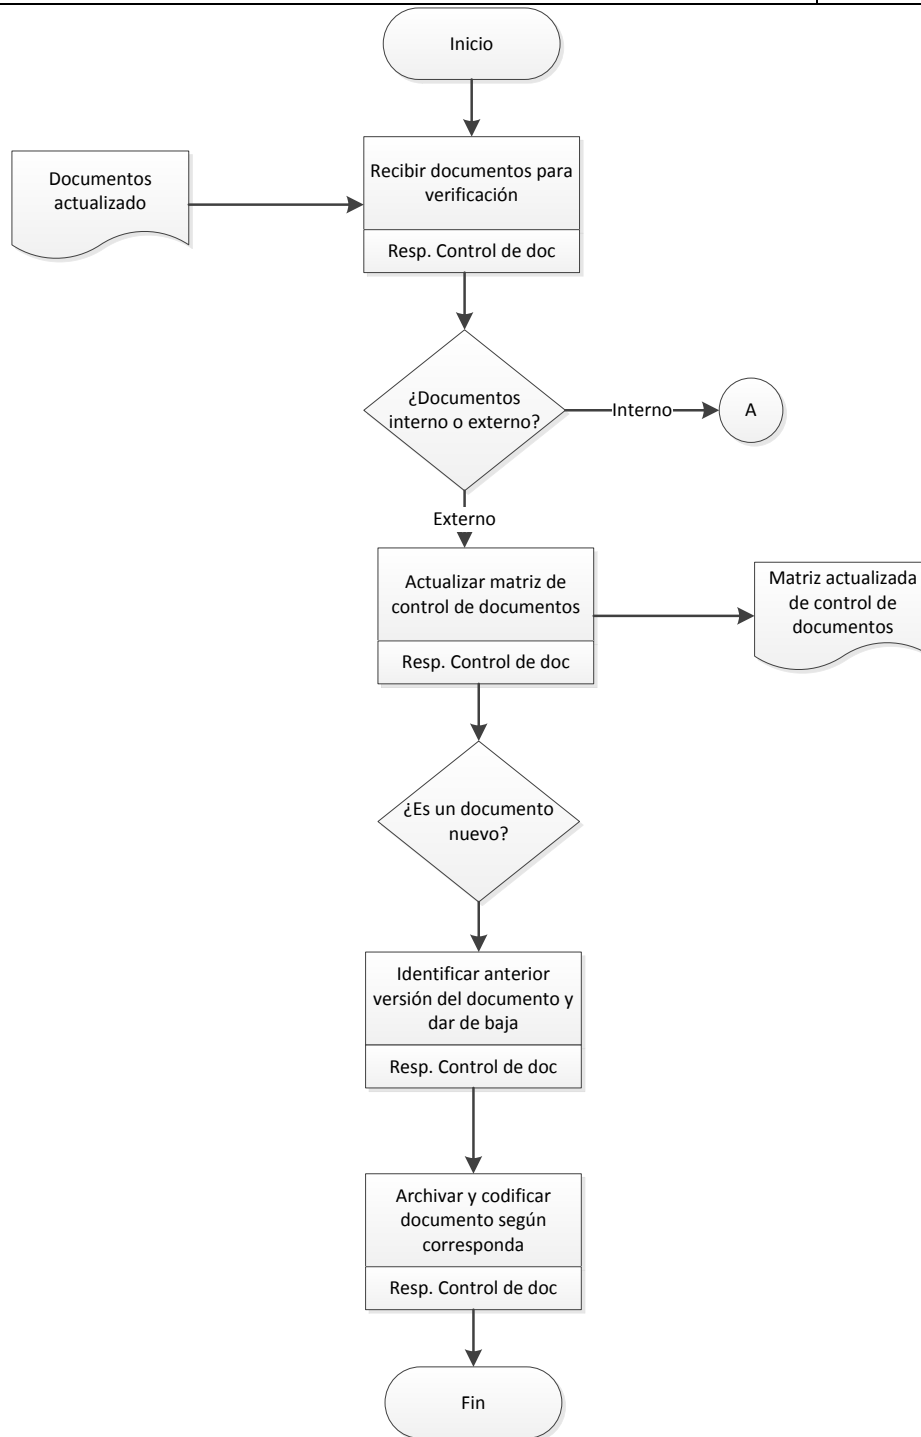 Inicio
Documentos
actualizado
Recibir documentos para
verificación
Resp. Control de doc
¿Documentos
interno o externo?
Interno
A
Externo
Actualizar matriz de
control de documentos
Resp. Control de doc
Matriz actualizada
de control de
documentos
¿Es un documento
nuevo?
Identificar anterior
versión del documento y
dar de baja
Resp. Control de doc
Archivar y codificar
documento según
corresponda
Resp. Control de doc
Fin